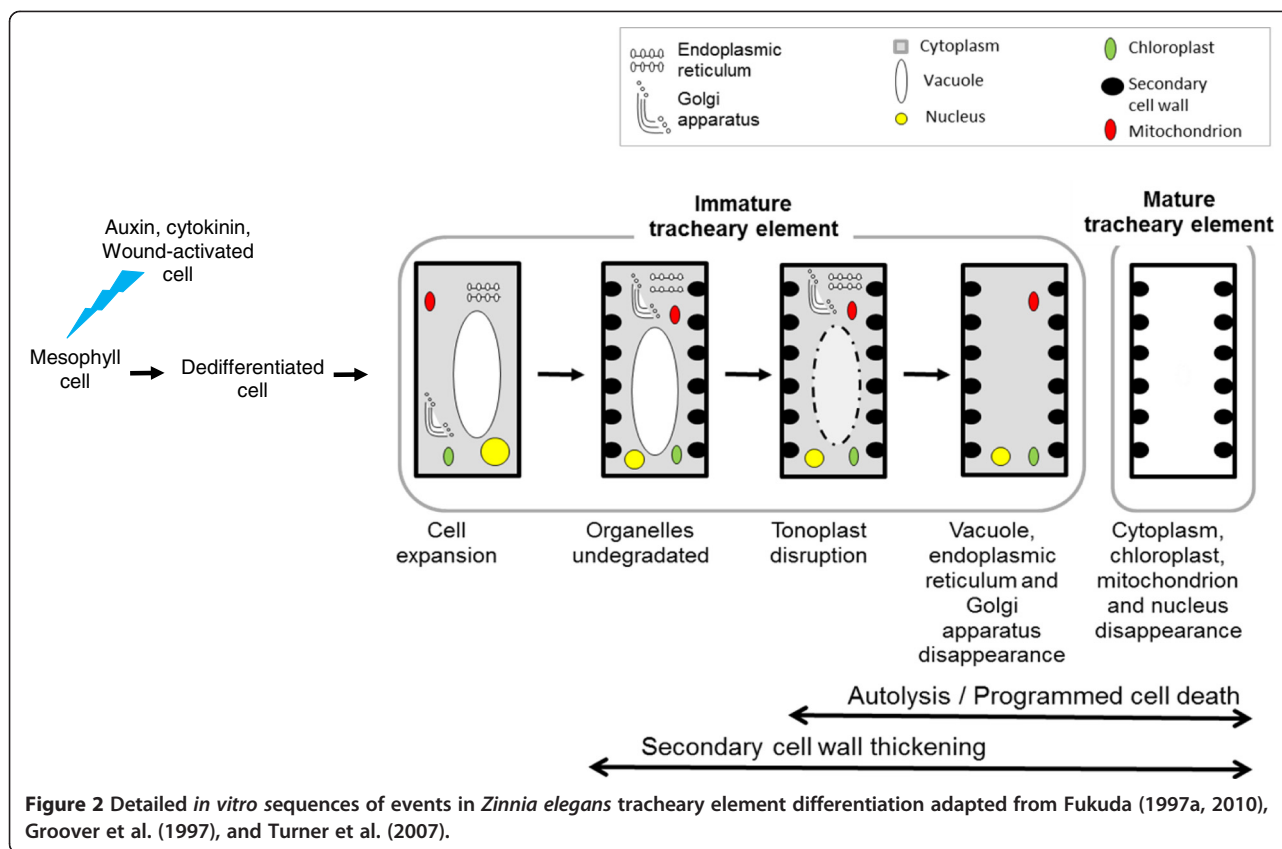 Endoplasmic
reticulum
Golgi
apparatus
Cytoplasm
Vacuole
Nucleus
Chloroplast
Secondary
cell wall
Mitochondrion
Immature
tracheary element
Mature
tracheary element
Auxin, cytokinin,
Wound-activated
cell
Mesophyll
cell
Dedifferentiated
cell
Cell
expansion
Organelles
undegraded
Tonoplast
disruption
Vacuole,
endoplasmic
reticulum and
Golgi
apparatus
disappearance
Cytoplasm,
chloroplast,
mitochondrion
and nucleus
disappearance
Autolysis / Programmed cell death
Secondary cell wall thickening
Figure 2 Detailed in vitro sequences of events in Zinnia elegans tracheary element differentiation adapted from Fukuda (1997a, 2010),
Groover et al. (1997), and Turner et al. (2007).